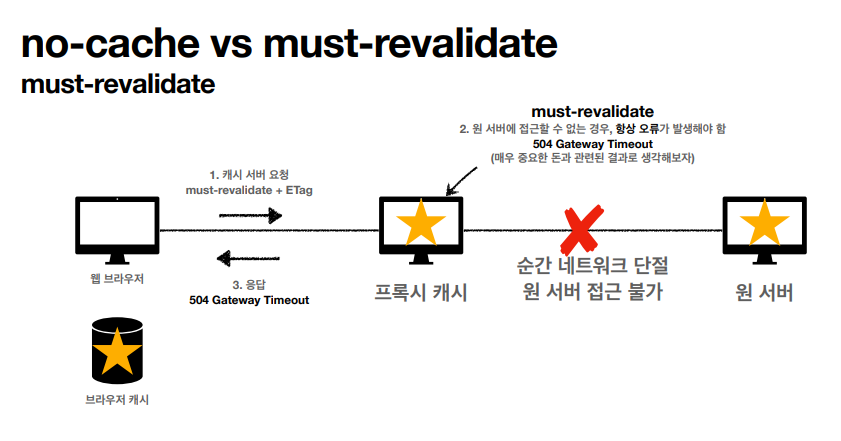 no-cache vs must-revalidate
must-revalidate
must-revalidate
2. 원 서버에 접근할 수 없는 경우, 항상 오류가 발생해야 함
504 Gateway Timeout
(매우 중요한 돈과 관련된 결과로 생각해보자)
1. 캐시 서버 요청
must-revalidate + ETag
웹 브라우저
3. 응답
504 Gateway Timeout
프록시 캐시
순간 네트워크 단절
원 서버 접근 불가
원 서버
브라우저 캐시